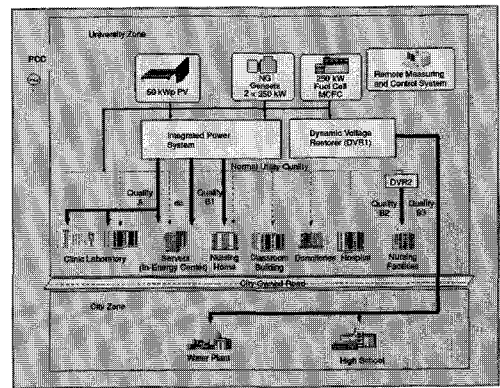 University Zone
PCC
50 kWp PV
NG
Gensets
2 x 250 kW
250 kW
Fuel Cell
MCFC
Remote Measuring
and Control System
Integrated Power
System
Dynamic Voltage
Restorer (DVR1)
Normal Utility Quality
DVR2
Quality
A
dc
Quality
B1
Quality
B2
Quality
B3
Clinic Laboratory
Servers
(In-Energy Center)
Nursing
Home
Classroom
Building
Domitories
Hospital
Nursing
Facilities
City-Owned Road
City Zone
Water Plant
High School